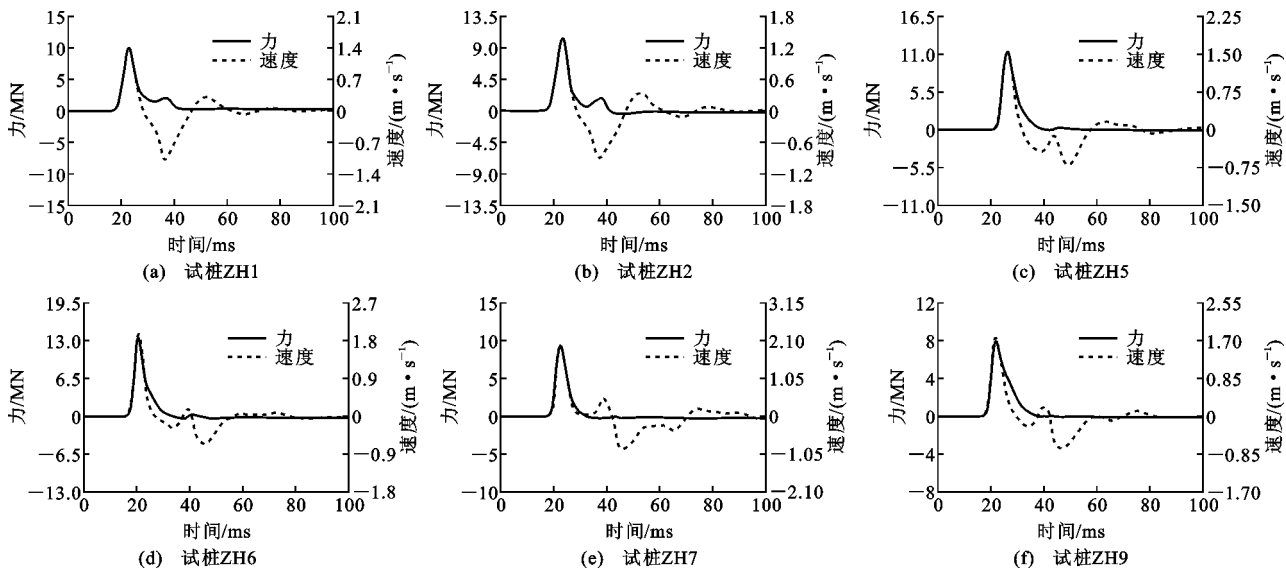 15
10
5
0
−5
−10
−15
力/MN
2.1
1.4
0.7
0
−0.7
−1.4
−2.1
速度/(m·s⁻¹)
力
速度
0 20 40 60 80 100
时间/ms
(a) 试桩ZH1
13.5
9.0
4.5
0
−4.5
−9.0
−13.5
力/MN
1.8
1.2
0.6
0
−0.6
−1.2
−1.8
速度/(m·s⁻¹)
力
速度
0 20 40 60 80 100
时间/ms
(b) 试桩ZH2
16.5
11.0
5.5
0
−5.5
−11.0
力/MN
2.25
1.50
0.75
0
−0.75
−1.50
速度/(m·s⁻¹)
力
速度
0 20 40 60 80 100
时间/ms
(c) 试桩ZH5
19.5
13.0
6.5
0
−6.5
−13.0
力/MN
2.7
1.8
0.9
0
−0.9
−1.8
速度/(m·s⁻¹)
力
速度
0 20 40 60 80 100
时间/ms
(d) 试桩ZH6
15
10
5
0
−5
−10
力/MN
3.15
2.10
1.05
0
−1.05
−2.10
速度/(m·s⁻¹)
力
速度
0 20 40 60 80 100
时间/ms
(e) 试桩ZH7
12
8
4
0
−4
−8
力/MN
2.55
1.70
0.85
0
−0.85
−1.70
速度/(m·s⁻¹)
力
速度
0 20 40 60 80 100
时间/ms
(f) 试桩ZH9